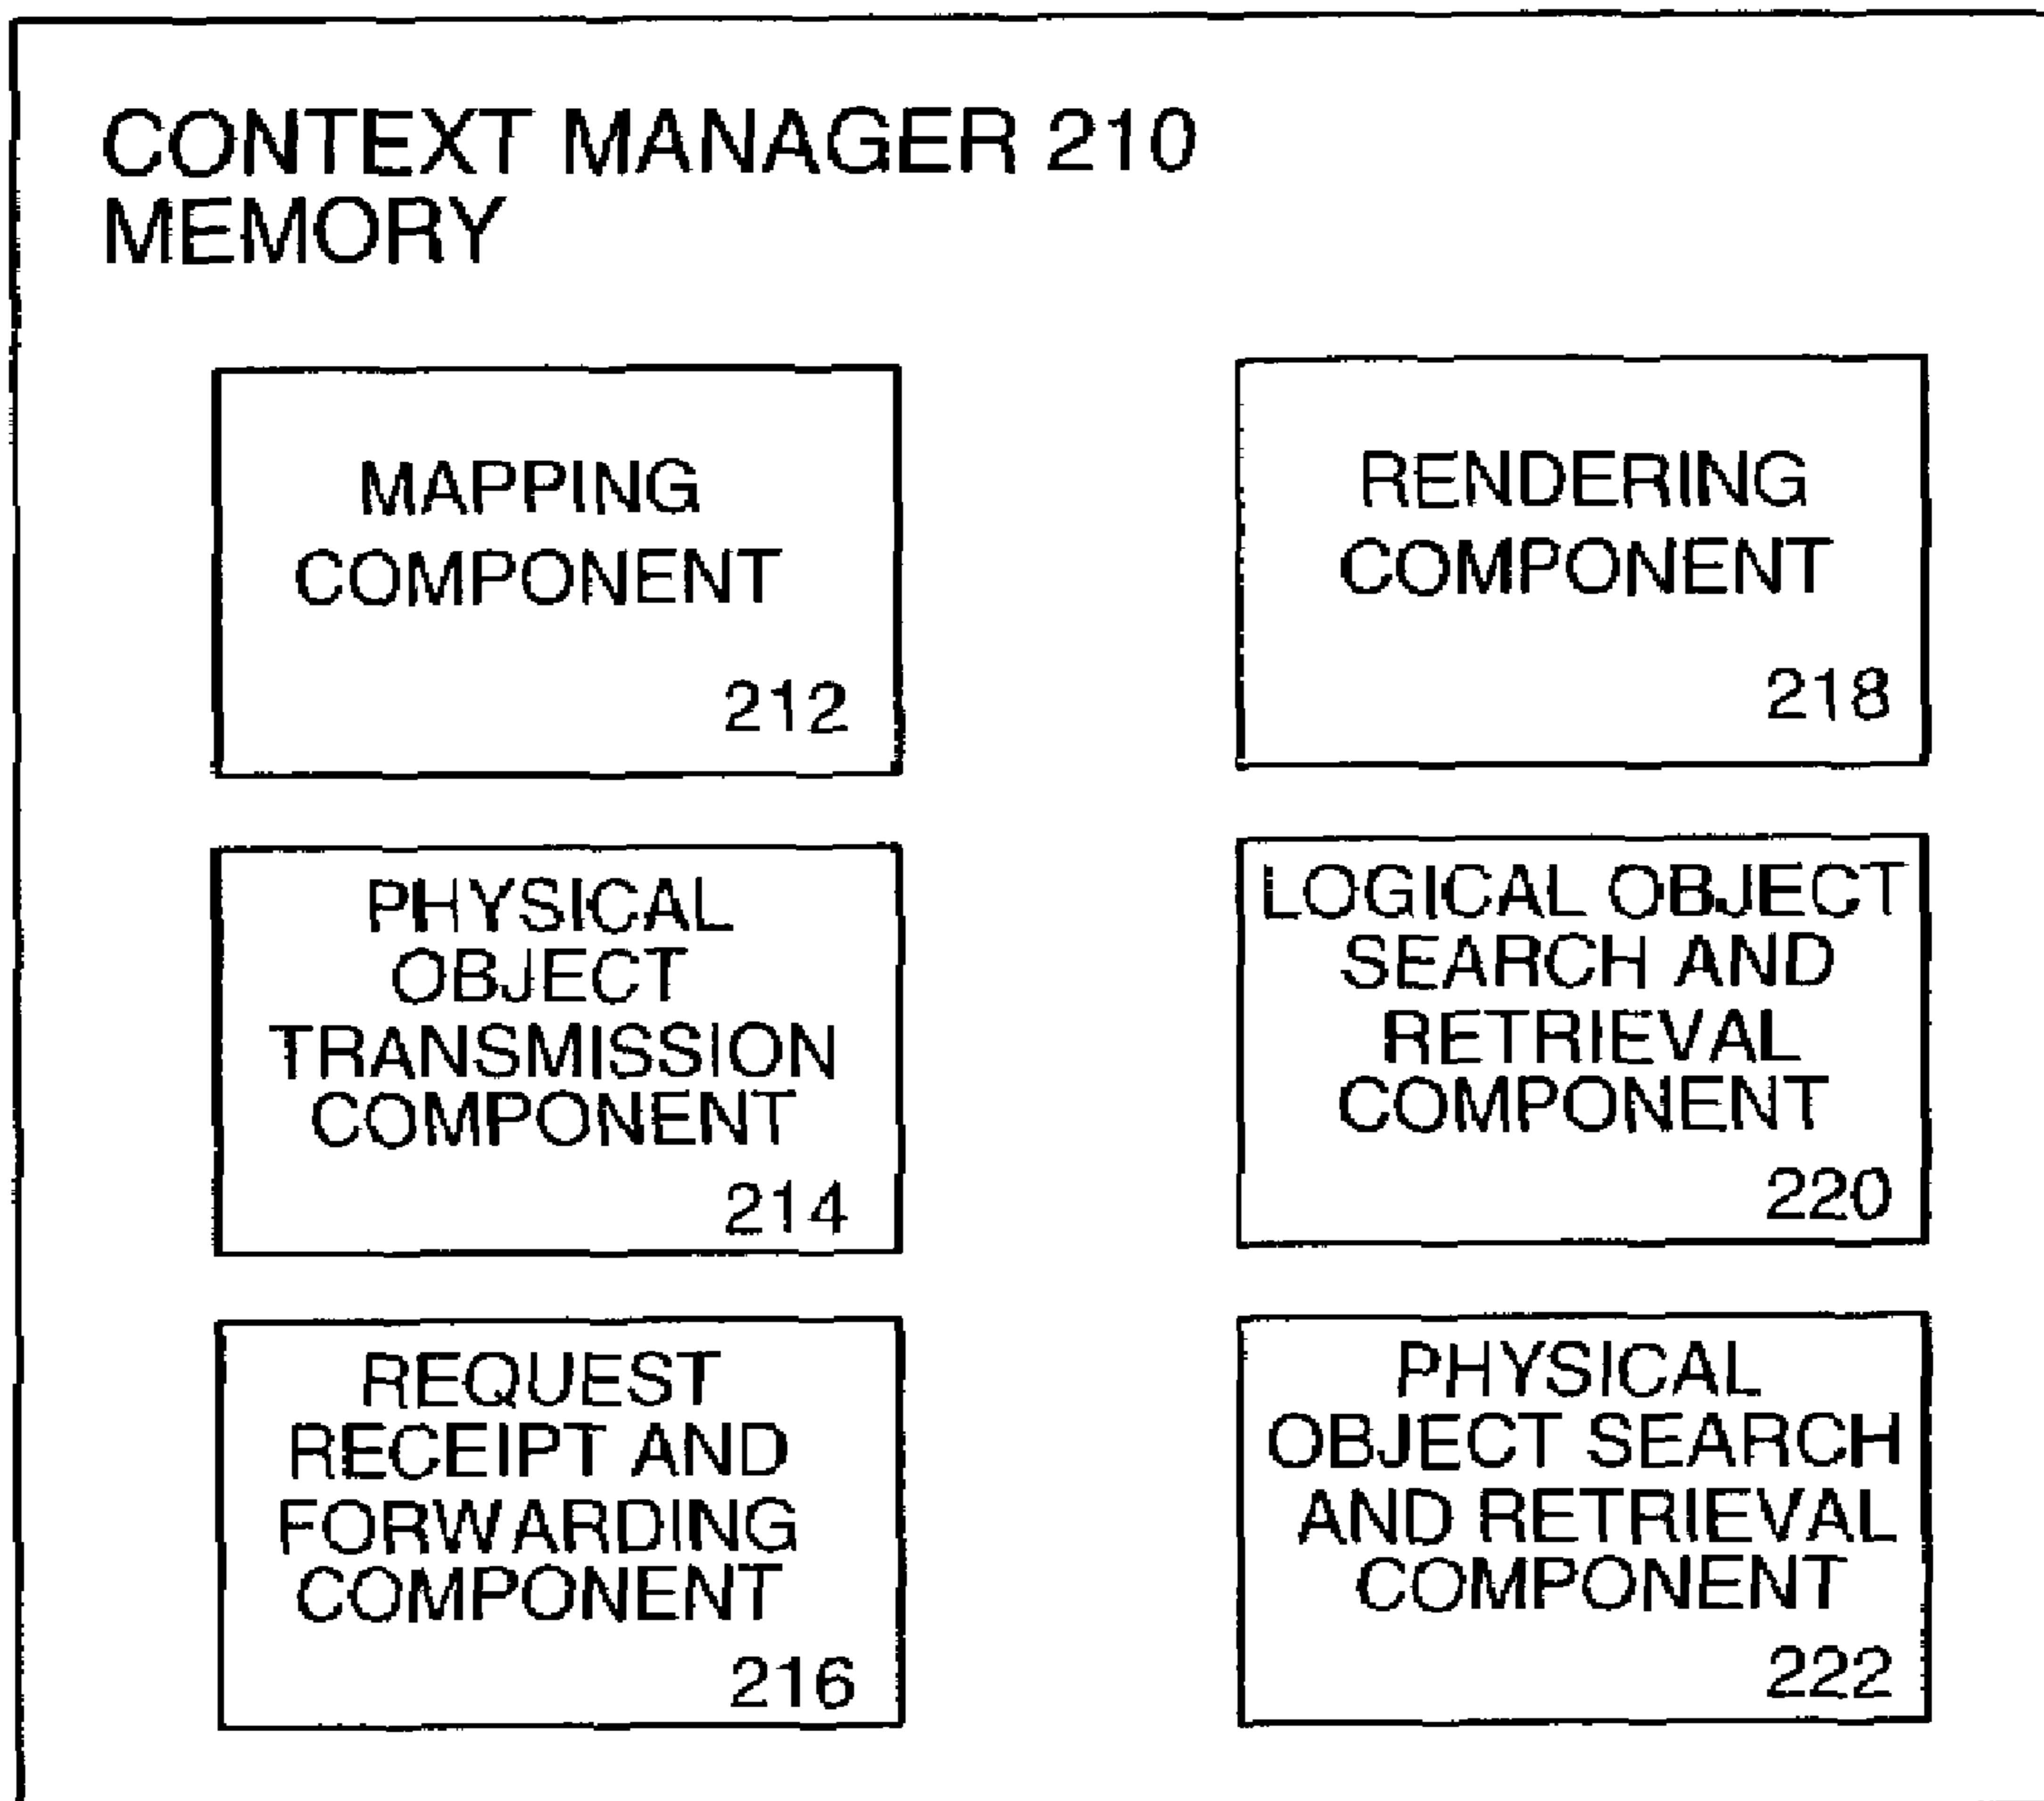 CONTEXT MANAGER 210
MEMORY
MAPPING
COMPONENT
212
PHYSICAL
OBJECT
TRANSMISSION
COMPONENT
214
REQUEST
RECEIPT AND
FORWARDING
COMPONENT
216
RENDERING
COMPONENT
218
LOGICAL OBJECT
SEARCH AND
RETRIEVAL
COMPONENT
220
PHYSICAL
OBJECT SEARCH
AND RETRIEVAL
COMPONENT
222